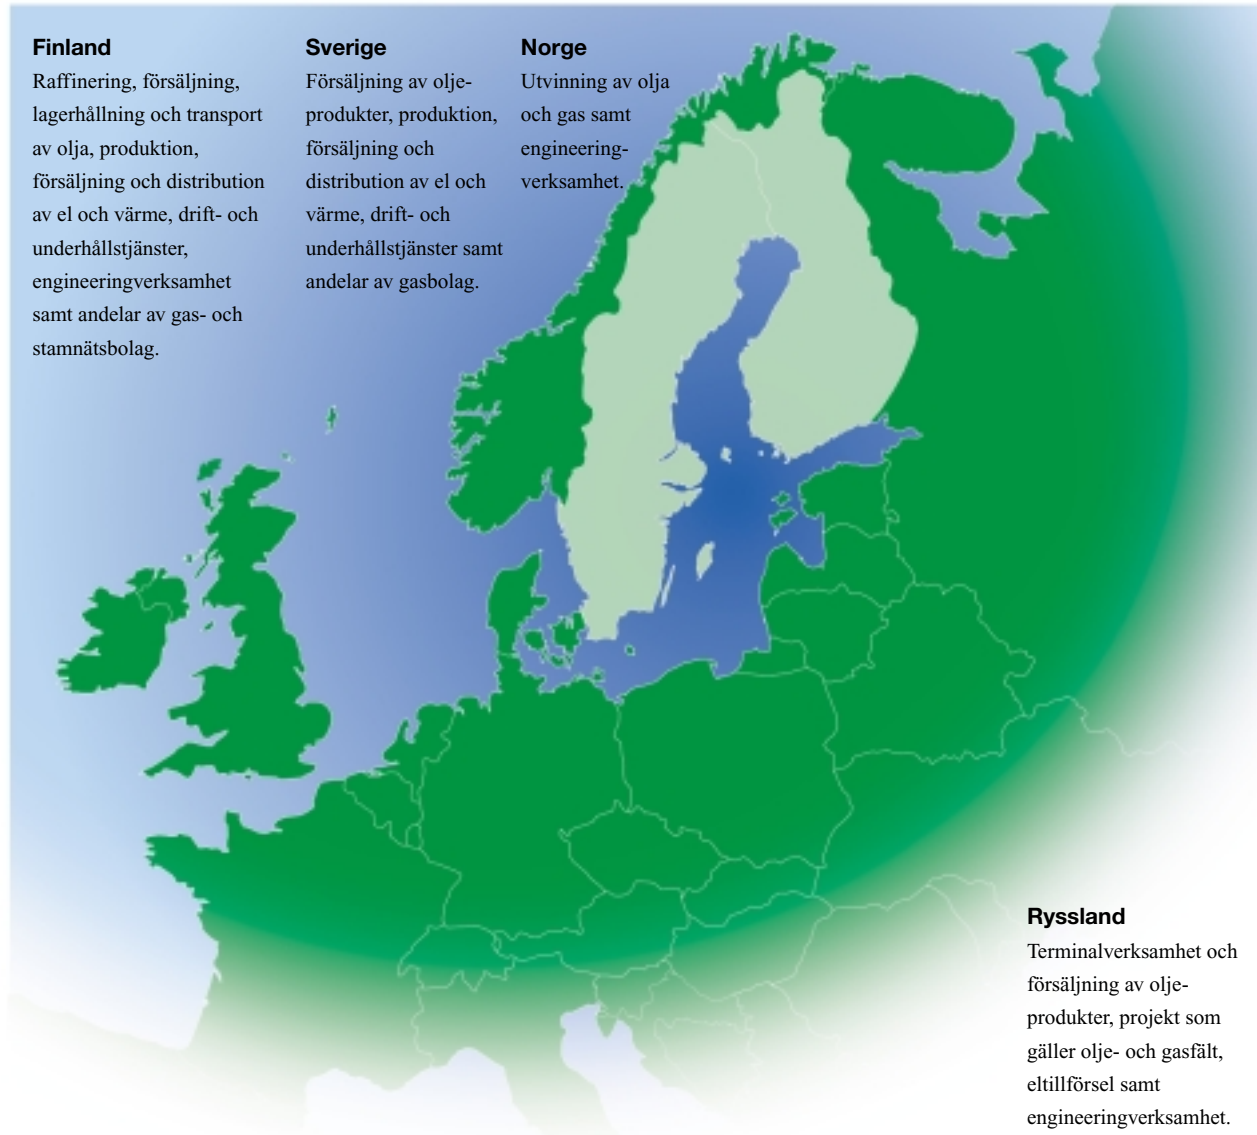 Finland
Raffinering, försäljning,
lagerhållning och transport
av olja, produktion,
försäljning och distribution
av el och värme, drift- och
underhållstjänster,
engineeringverksamhet
samt andelar av gas- och
stamnätsbolag.
Sverige
Försäljning av olje-
produkter, produktion,
försäljning och
distribution av el och
värme, drift- och
underhållstjänster samt
andelar av gasbolag.
Norge
Utvinning av olja
och gas samt
engineering-
verksamhet.
Ryssland
Terminalverksamhet och
försäljning av olje-
produkter, projekt som
gäller olje- och gasfält,
eltillförsel samt
engineeringverksamhet.